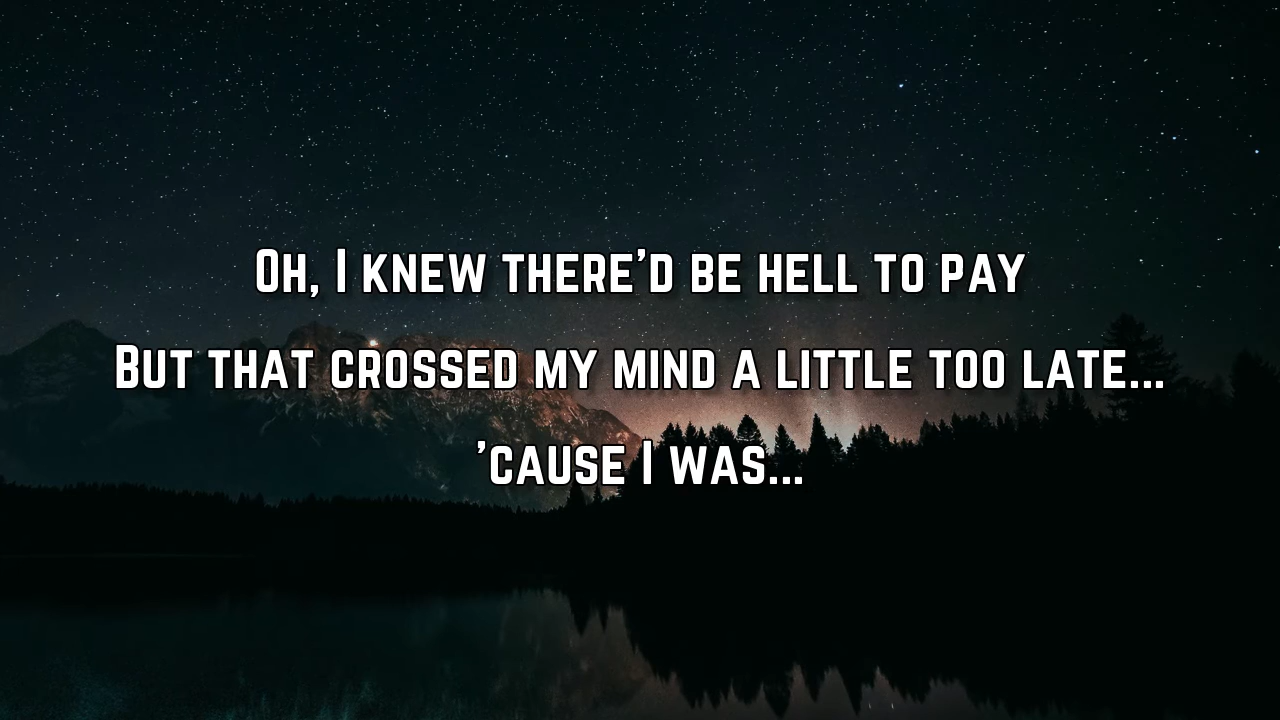 Oh, I knew there'd be hell to pay
But that crossed my mind a little too late...
'cause I was...